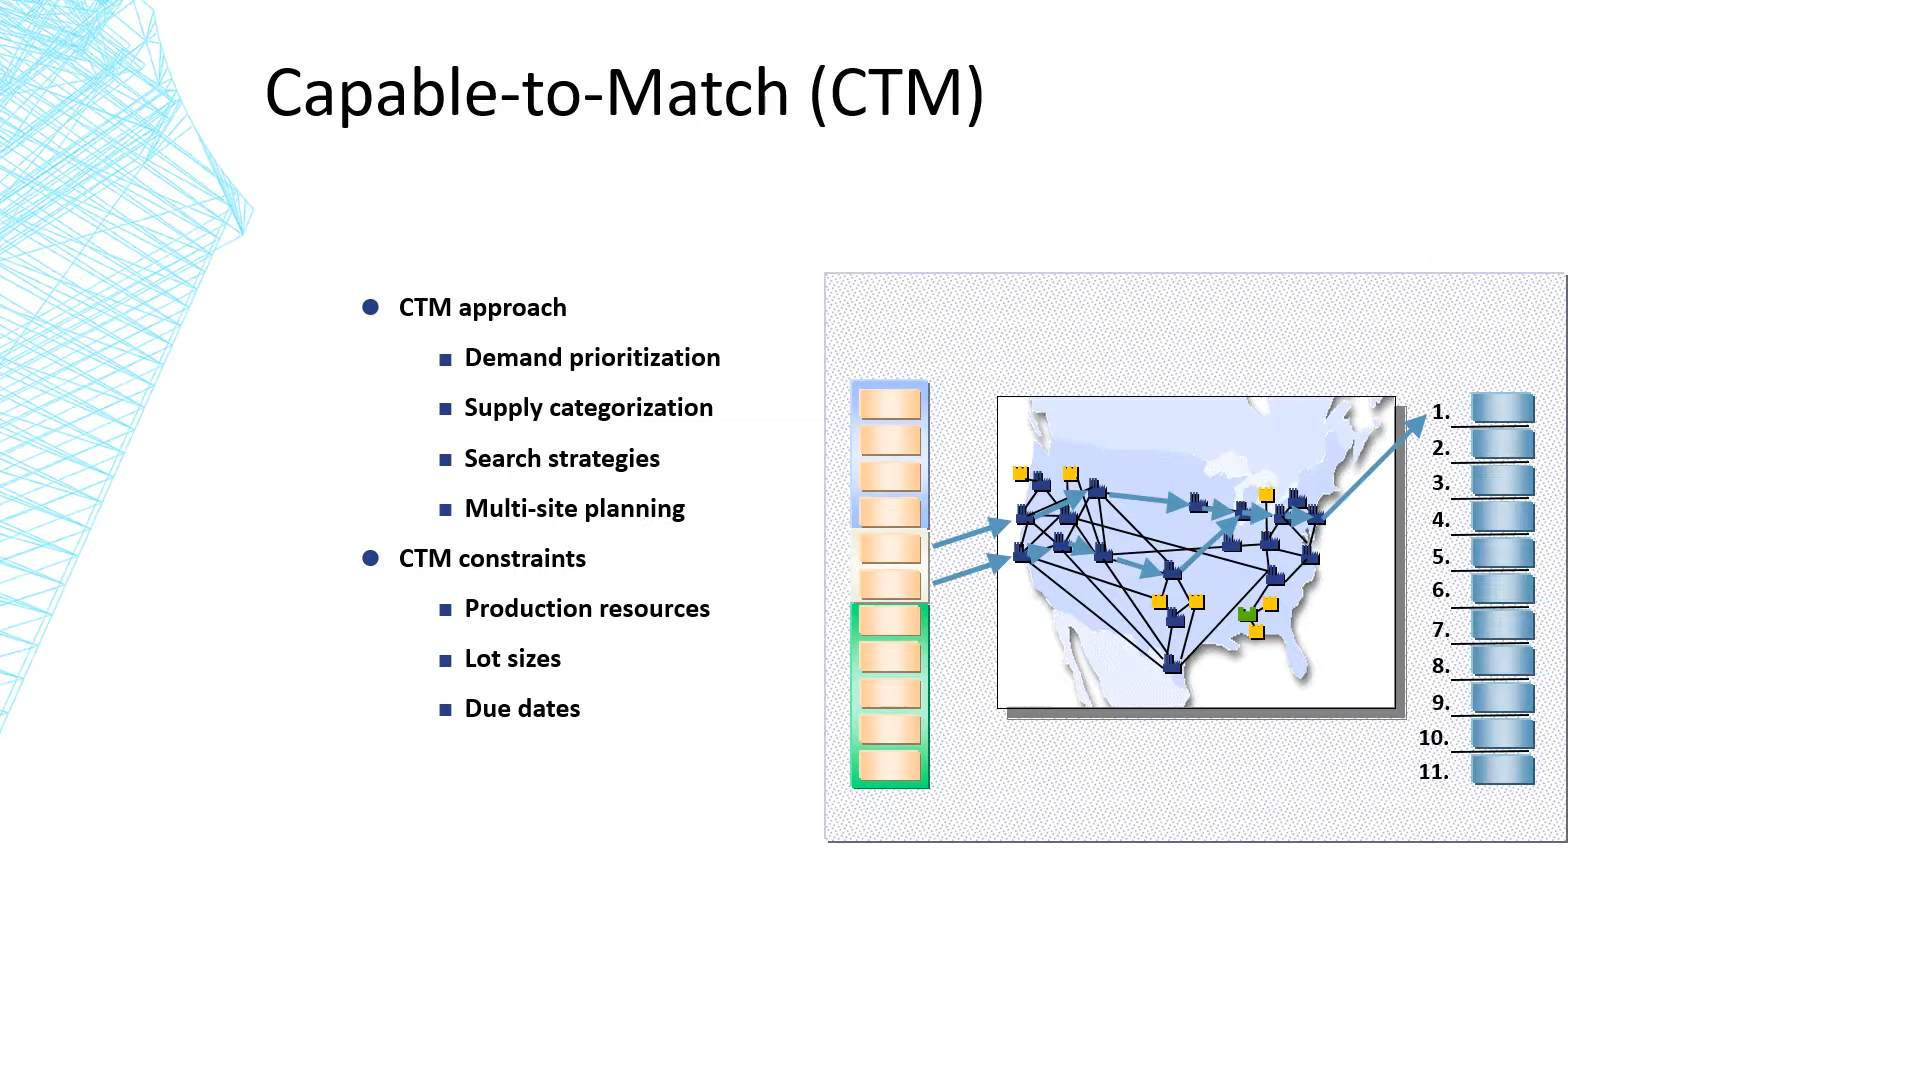 Capable-to-Match (CTM)
CTM approach
Demand prioritization
Supply categorization
Search strategies
Multi-site planning
CTM constraints
Production resources
Lot sizes
Due dates
1.
2.
3.
4.
5.
6.
7.
8.
9.
10.
11.